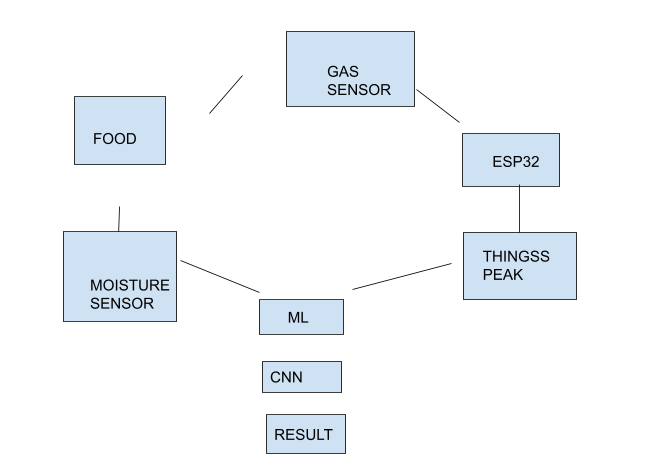 GAS
SENSOR
FOOD
ESP32
THINGSS
PEAK
MOISTURE
SENSOR
ML
CNN
RESULT